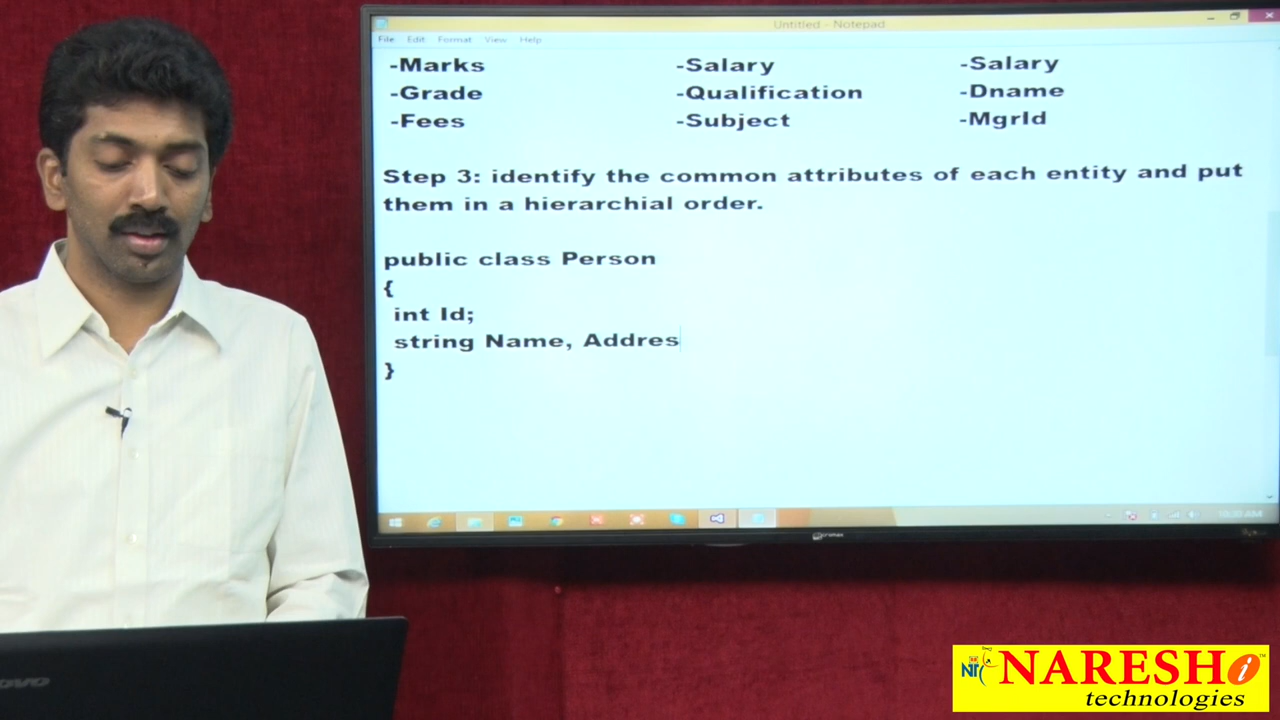 Untitled - Notepad
File Edit Format View Help
-Marks -Salary -Salary
-Grade -Qualification -Dname
-Fees -Subject -MgrId
Step 3: identify the common attributes of each entity and put
them in a hierarchial order.
public class Person
{
int Id;
string Name, Addres
}
NARESH i
technologies